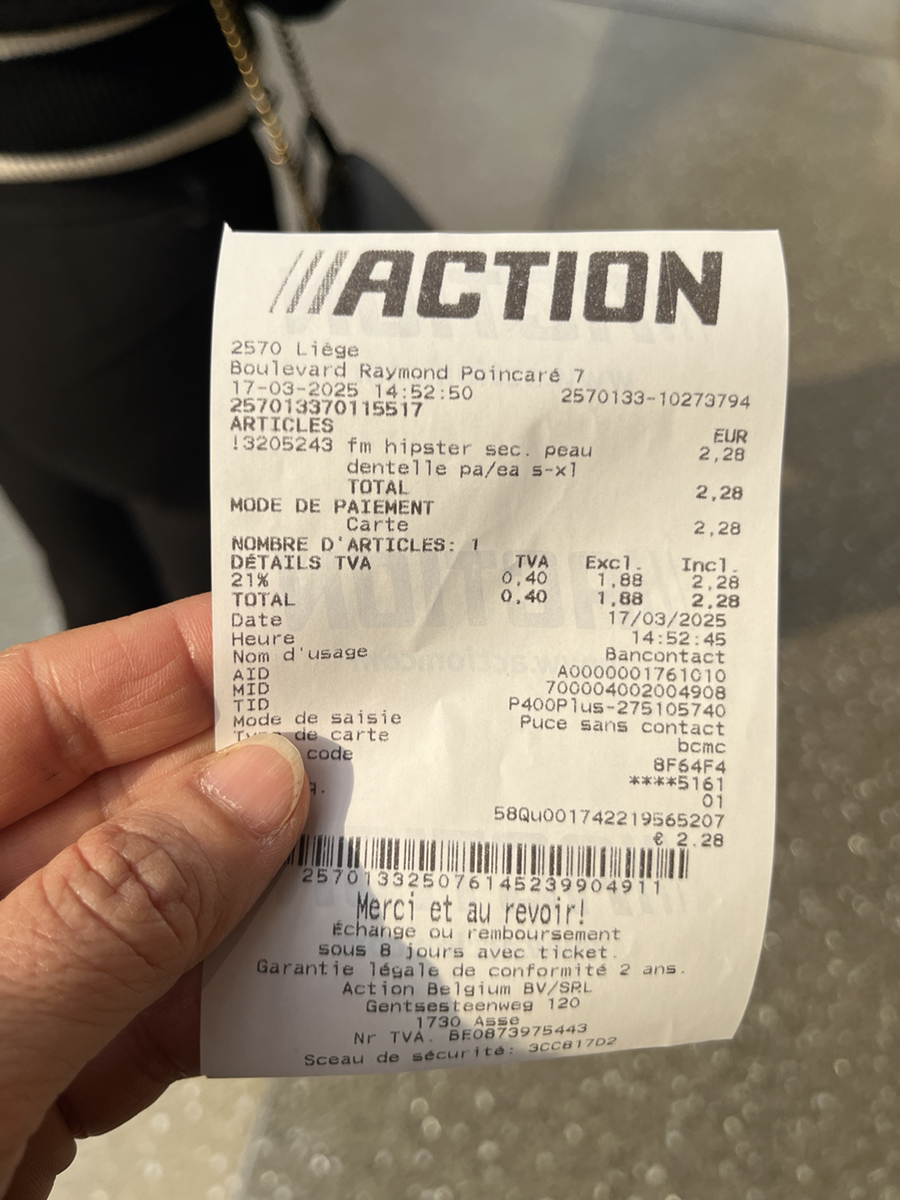 ACTION
2570 Liège
Boulevard Raymond Poincaré 7
17-03-2025 14:52:50 2570133-10273794
257013370115517
ARTICLES EUR
!3205243 fm hipster sec. peau 2,28
dentelle pa/ea s-xl
TOTAL 2,28
MODE DE PAIEMENT
Carte 2,28
NOMBRE D'ARTICLES: 1
DÉTAILS TVA TVA Excl. Incl.
21% 0,40 1,88 2,28
TOTAL 0,40 1,88 2,28
Date 17/03/2025
Heure 14:52:45
Nom d'usage Bancontact
AID A0000001761010
MID 700004002004908
TID P400Plus-275105740
Mode de saisie Puce sans contact
de carte bcmc
code 8F64F4
****5161
01
58Qu001742219565207
€ 2.28
257013325076145239904911
Merci et au revoir!
Échange ou remboursement
sous 8 jours avec ticket.
Garantie légale de conformité 2 ans.
Action Belgium BV/SRL
Gentsesteenweg 120
1730 Asse
Nr TVA. BE0873975443
Sceau de sécurité: 3CC817D2